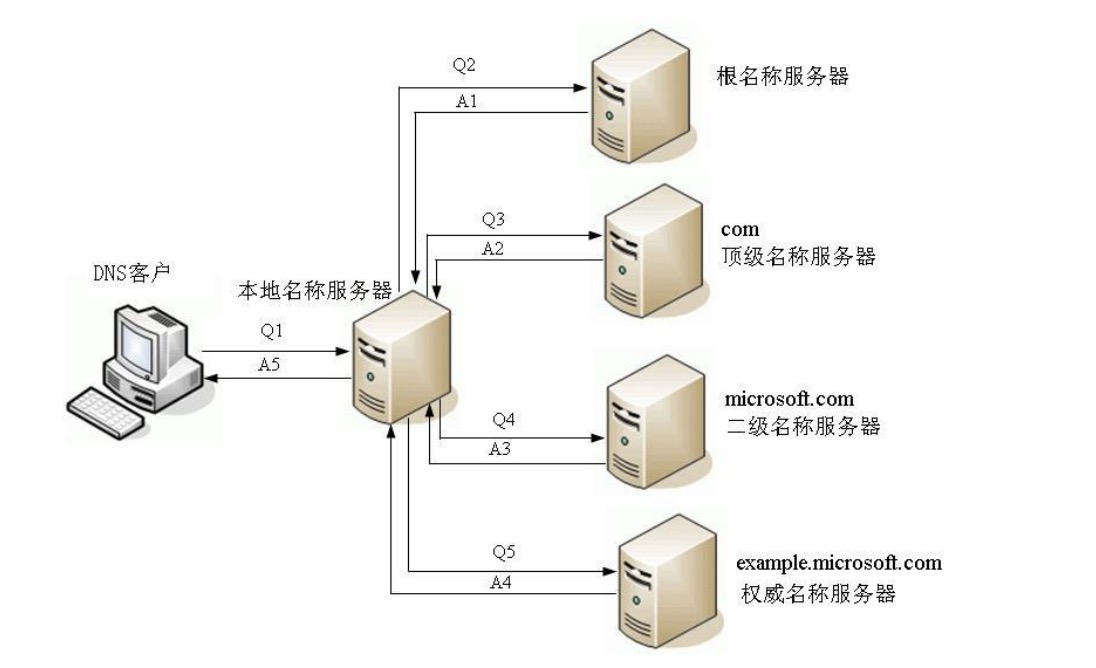 Q2
A1
根名称服务器
Q3
A2
com
顶级名称服务器
DNS客户
本地名称服务器
Q1
A5
Q4
A3
microsoft.com
二级名称服务器
Q5
A4
example.microsoft.com
权威名称服务器